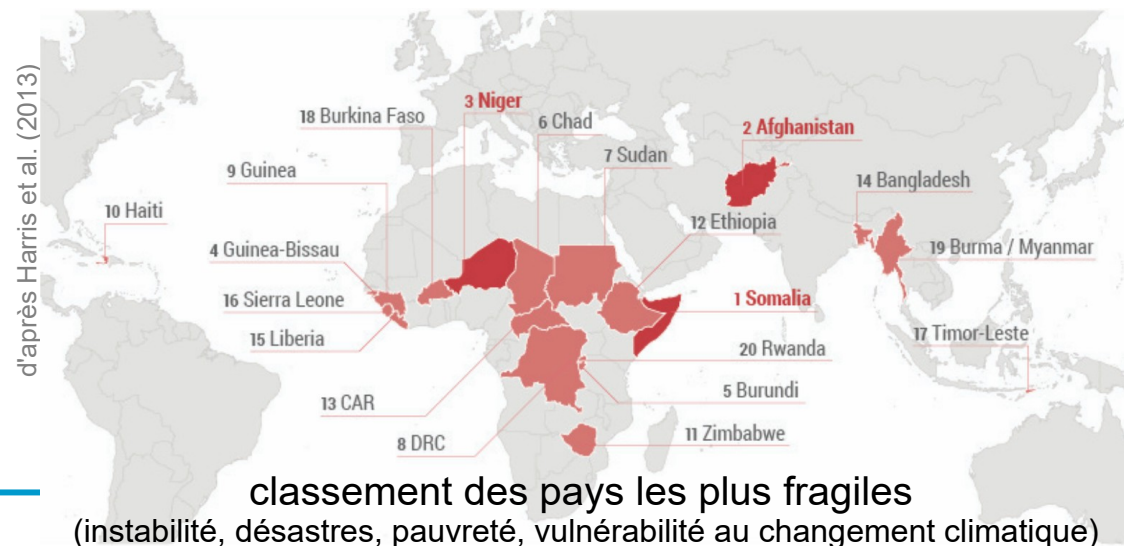 d'après Harris et al. (2013)
3 Niger
18 Burkina Faso
6 Chad
2 Afghanistan
7 Sudan
9 Guinea
14 Bangladesh
10 Haiti
12 Ethiopia
4 Guinea-Bissau
19 Burma / Myanmar
16 Sierra Leone
1 Somalia
15 Liberia
17 Timor-Leste
20 Rwanda
5 Burundi
13 CAR
11 Zimbabwe
8 DRC
classement des pays les plus fragiles
(instabilité, désastres, pauvreté, vulnérabilité au changement climatique)